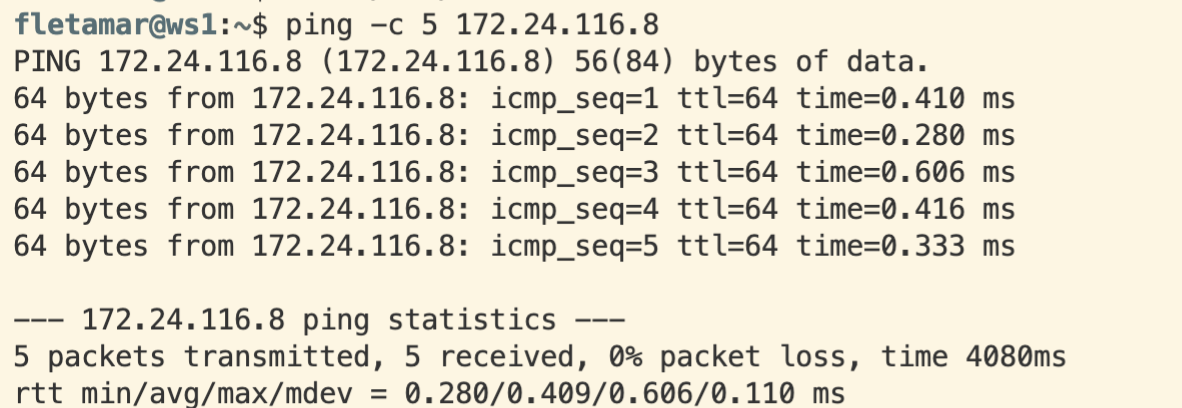 fletamar@ws1:~$ ping -c 5 172.24.116.8
PING 172.24.116.8 (172.24.116.8) 56(84) bytes of data.
64 bytes from 172.24.116.8: icmp_seq=1 ttl=64 time=0.410 ms
64 bytes from 172.24.116.8: icmp_seq=2 ttl=64 time=0.280 ms
64 bytes from 172.24.116.8: icmp_seq=3 ttl=64 time=0.606 ms
64 bytes from 172.24.116.8: icmp_seq=4 ttl=64 time=0.416 ms
64 bytes from 172.24.116.8: icmp_seq=5 ttl=64 time=0.333 ms
--- 172.24.116.8 ping statistics ---
5 packets transmitted, 5 received, 0% packet loss, time 4080ms
rtt min/avg/max/mdev = 0.280/0.409/0.606/0.110 ms